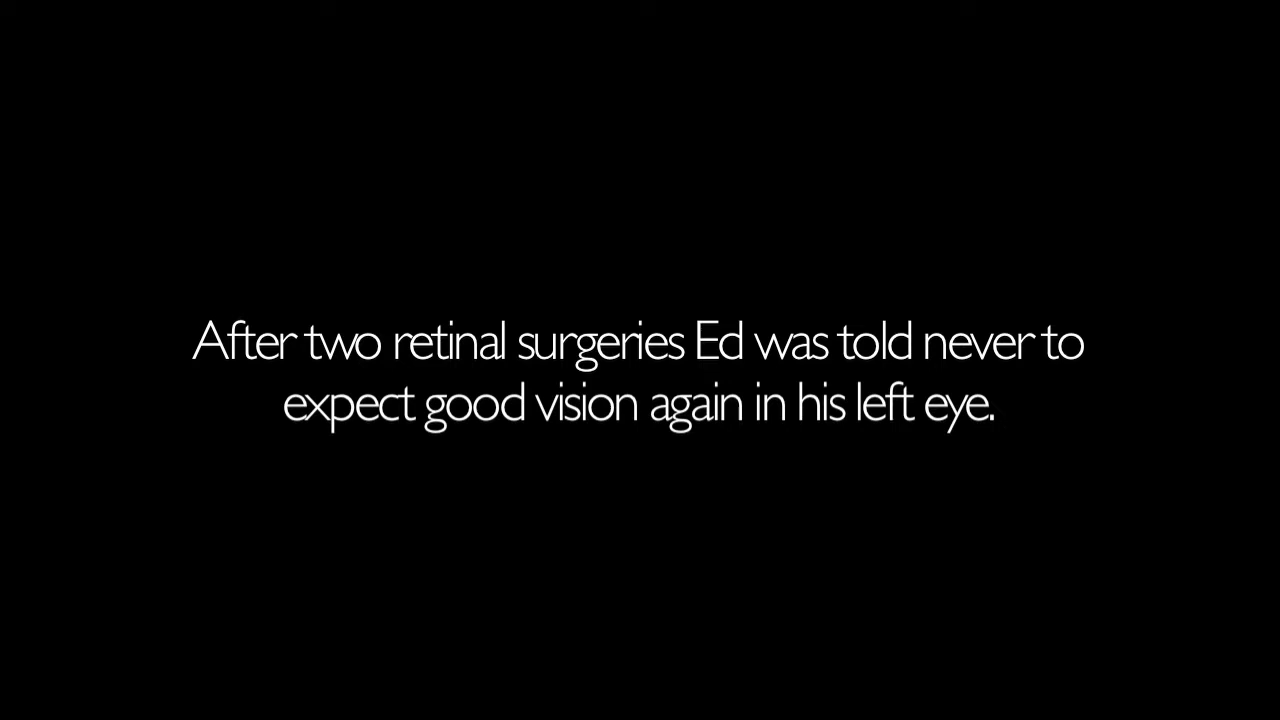 After two retinal surgeries Ed was told never to
expect good vision again in his left eye.